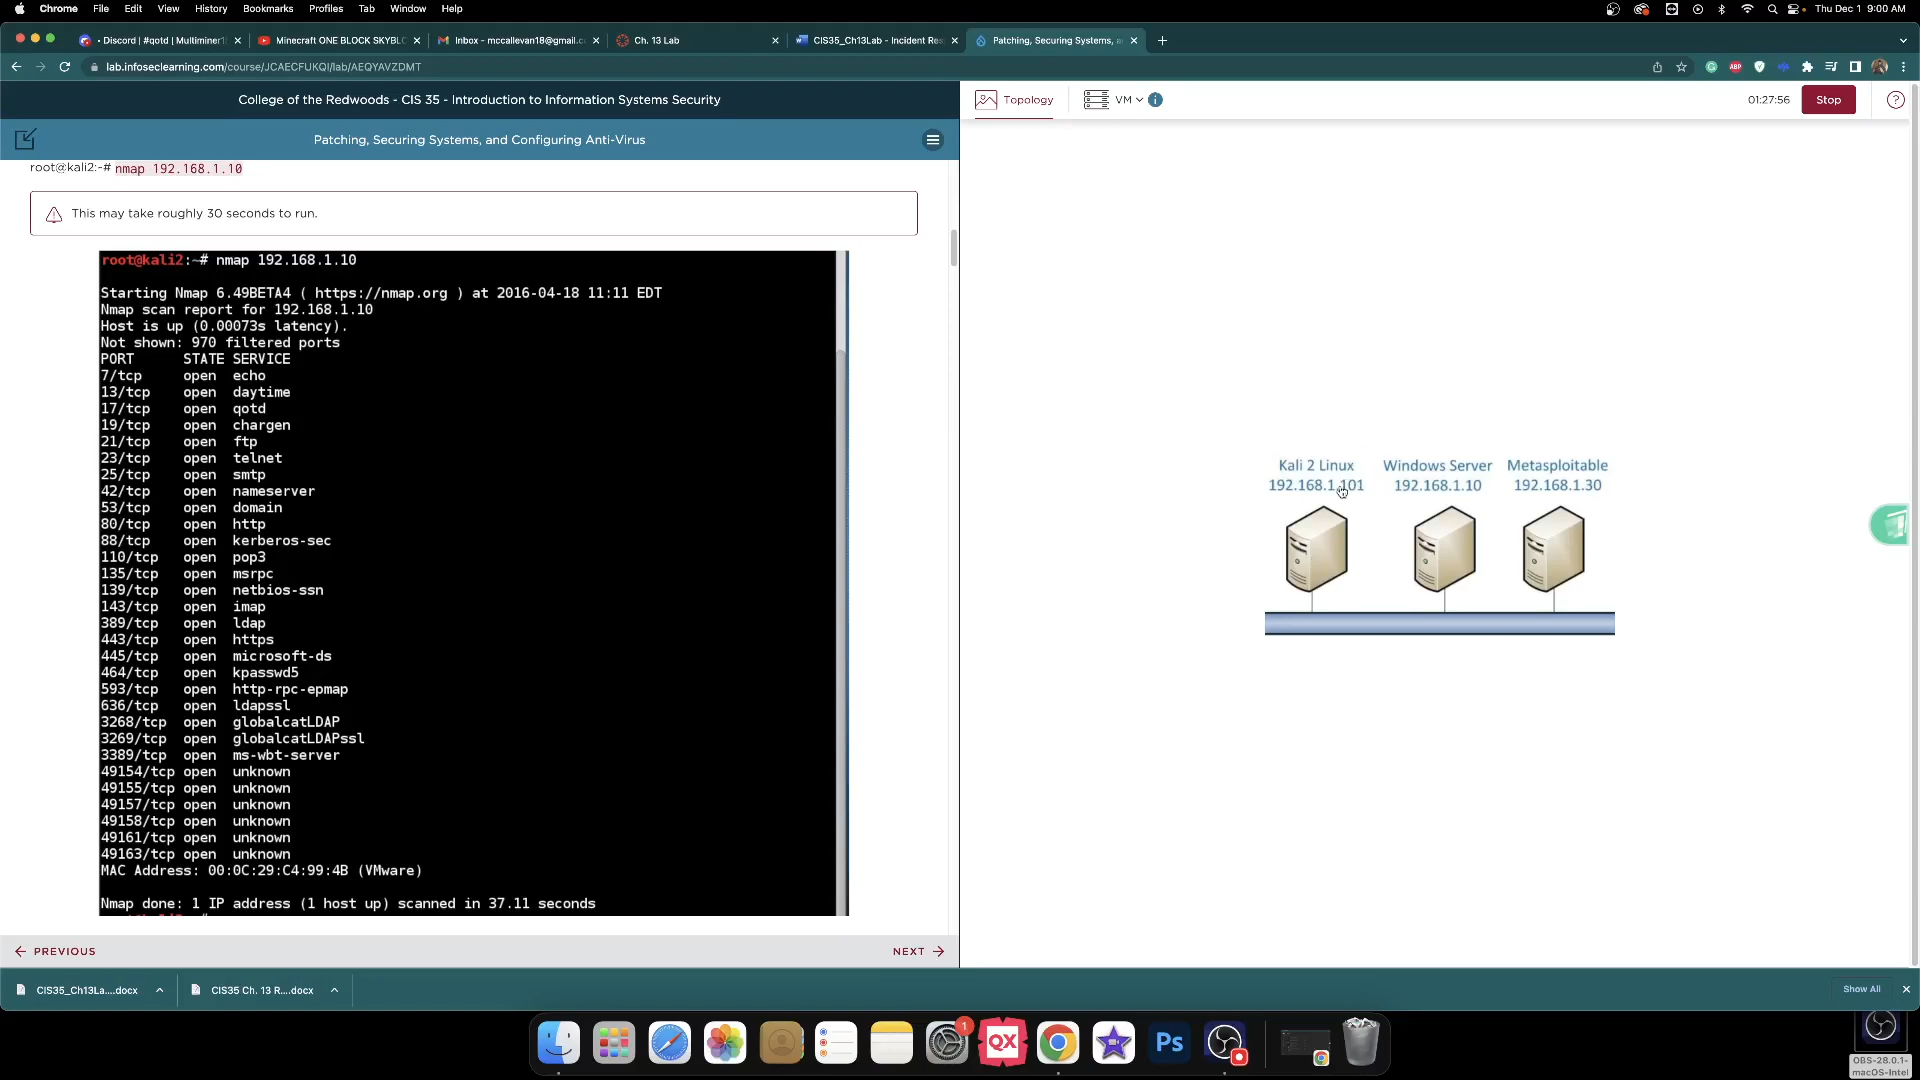 Chrome File Edit View History Bookmarks Profiles Tab Window Help Thu Dec 1 9:00 AM
• Discord | #qotd | Multiminer1 Minecraft ONE BLOCK SKYBLO Inbox - mccallevan18@gmail.c Ch. 13 Lab CIS35_Ch13Lab - Incident Res Patching, Securing Systems, a
lab.infoseclearning.com/course/JCAECFUKQI/lab/AEQYAVZDMT ABP
College of the Redwoods - CIS 35 - Introduction to Information Systems Security
Topology VM 01:27:56 Stop
Patching, Securing Systems, and Configuring Anti-Virus
root@kali2:~# nmap 192.168.1.10
This may take roughly 30 seconds to run.
root@kali2:~# nmap 192.168.1.10
Starting Nmap 6.49BETA4 ( https://nmap.org ) at 2016-04-18 11:11 EDT
Nmap scan report for 192.168.1.10
Host is up (0.00073s latency).
Not shown: 970 filtered ports
PORT STATE SERVICE
7/tcp open echo
13/tcp open daytime
17/tcp open qotd
19/tcp open chargen
21/tcp open ftp
23/tcp open telnet
25/tcp open smtp
42/tcp open nameserver
53/tcp open domain
80/tcp open http
88/tcp open kerberos-sec
110/tcp open pop3
135/tcp open msrpc
139/tcp open netbios-ssn
143/tcp open imap
389/tcp open ldap
443/tcp open https
445/tcp open microsoft-ds
464/tcp open kpasswd5
593/tcp open http-rpc-epmap
636/tcp open ldapssl
3268/tcp open globalcatLDAP
3269/tcp open globalcatLDAPssl
3389/tcp open ms-wbt-server
49154/tcp open unknown
49155/tcp open unknown
49157/tcp open unknown
49158/tcp open unknown
49161/tcp open unknown
49163/tcp open unknown
MAC Address: 00:0C:29:C4:99:4B (VMware)
Nmap done: 1 IP address (1 host up) scanned in 37.11 seconds
Kali 2 Linux Windows Server Metasploitable
192.168.1.101 192.168.1.10 192.168.1.30
PREVIOUS NEXT
CIS35_Ch13La....docx CIS35 Ch. 13 R....docx Show All
1
QX
Ps
OBS-28.0.1-
macOS-Intel